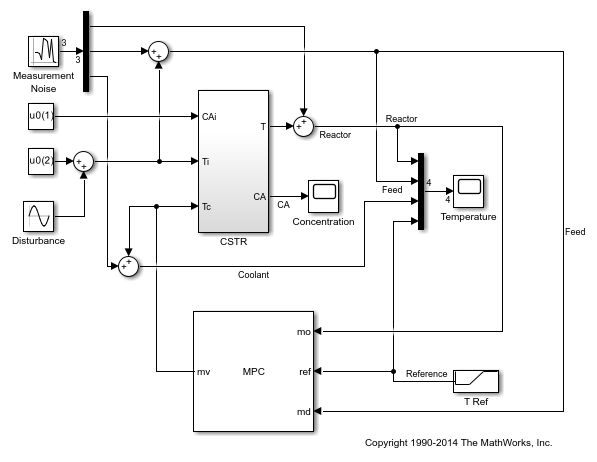 3
3
Measurement
Noise
u0(1)
u0(2)
Disturbance
CAi
Ti
Tc
T
CA
CSTR
Reactor
Reactor
CA
Concentration
Feed
4
4
Temperature
Feed
Coolant
mv
MPC
mo
ref
md
Reference
T Ref
Copyright 1990-2014 The MathWorks, Inc.